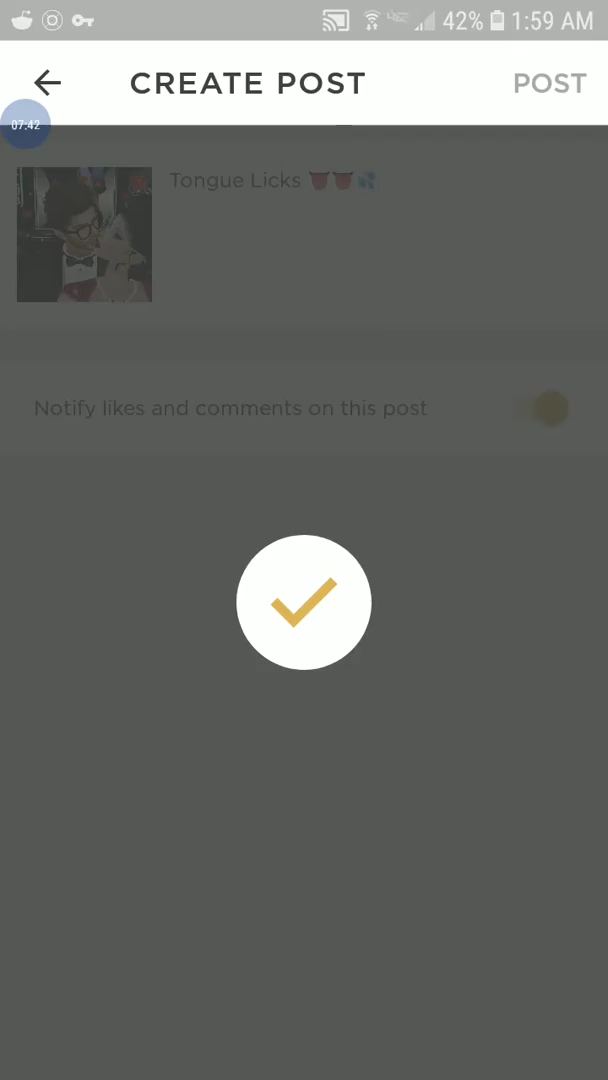 42% 1:59 AM
CREATE POST POST
07:42
Tongue Licks 👅👅💦
Notify likes and comments on this post